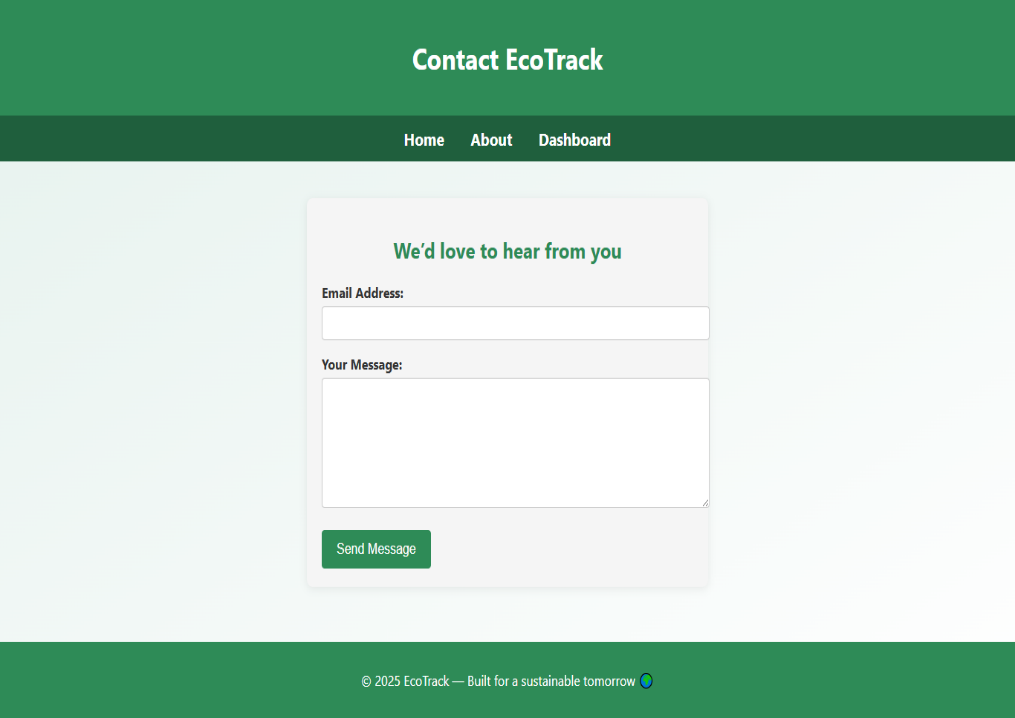 Contact EcoTrack
Home About Dashboard
We’d love to hear from you
Email Address:
Your Message:
Send Message
© 2025 EcoTrack — Built for a sustainable tomorrow 🌍